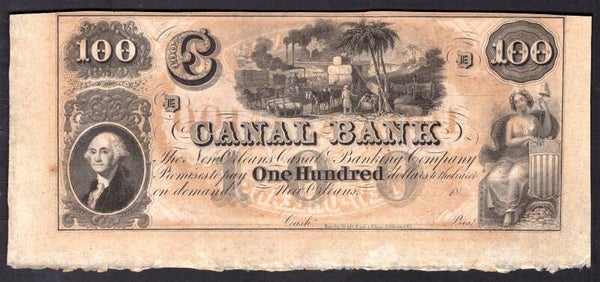 100
C
100
D
D
CANAL BANK
The New Orleans Canal & Banking Company
Promises to pay One Hundred dollars to the bearer
on demand. New Orleans, 18
Cash. Pres.